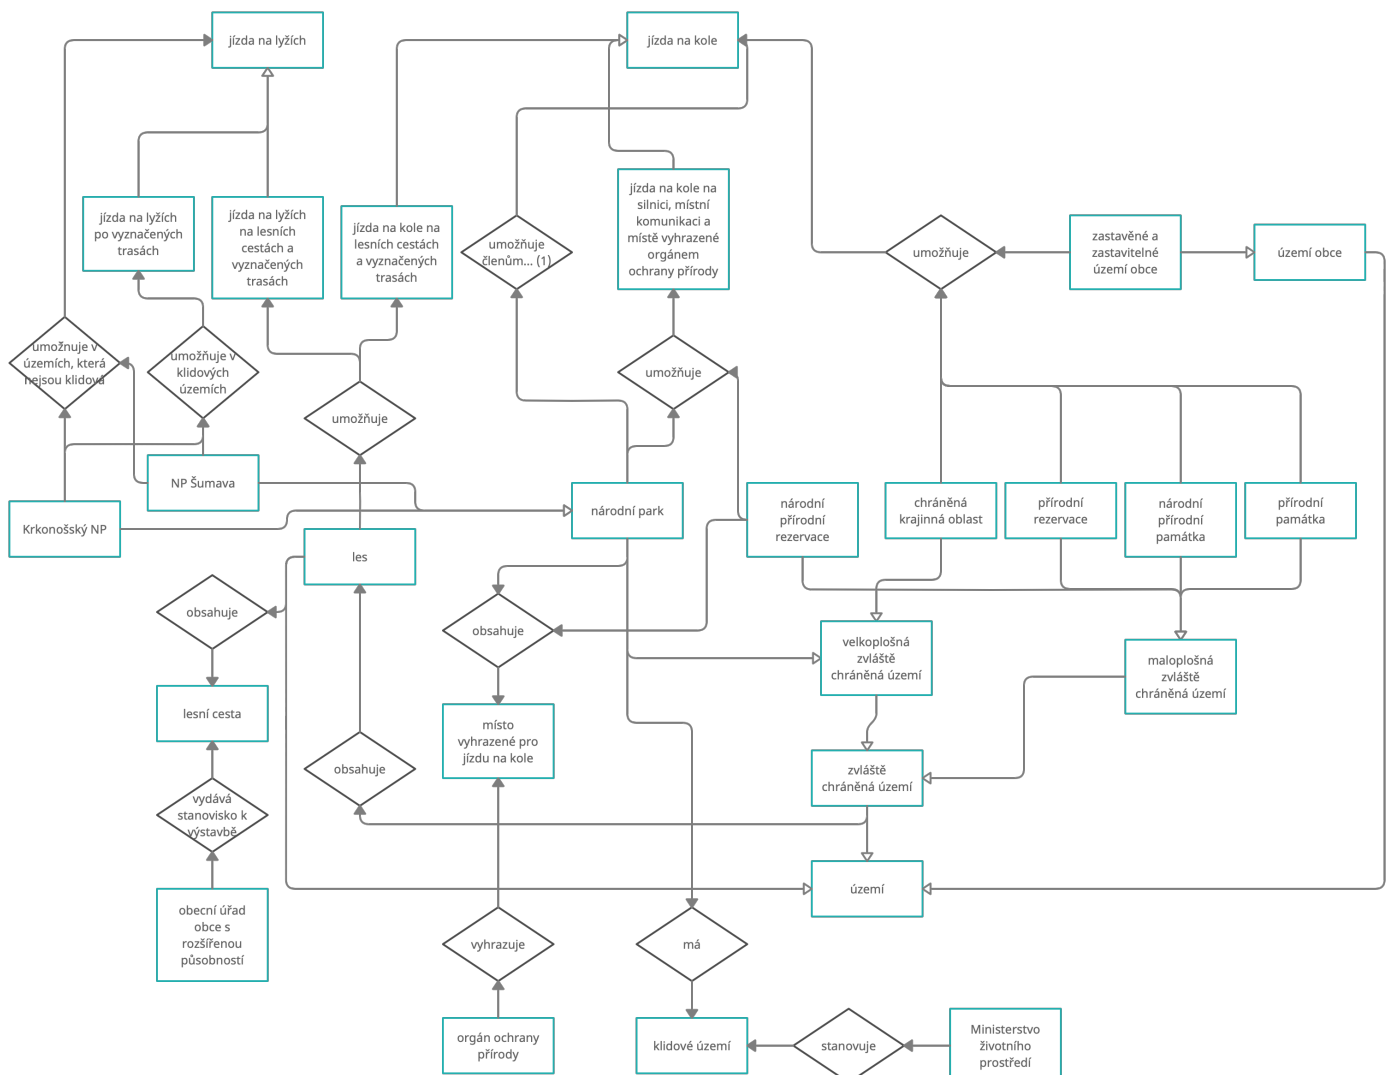 jízda na lyžích
jízda na kole
jízda na lyžích
po vyznačených
trasách
jízda na lyžích
na lesních
cestách a
vyznačených
trasách
jízda na kole na
lesních cestách
a vyznačených
trasách
umožňuje
členům... (1)
jízda na kole na
silnici, místní
komunikaci a
místě vyhrazené
orgánem
ochrany přírody
umožňuje
zastavěné a
zastavitelné
území obce
území obce
umožnuje v
územích, která
nejsou klidová
umožňuje v
klidových
územích
umožňuje
umožňuje
NP Šumava
Krkonošský NP
les
národní park
národní
přírodní
rezervace
chráněná
krajinná oblast
přírodní
rezervace
národní
přírodní
památka
přírodní
památka
obsahuje
obsahuje
velkoplošná
zvláště
chráněná území
maloplošná
zvláště
chráněná území
lesní cesta
místo
vyhrazené pro
jízdu na kole
obsahuje
zvláště
chráněná území
vydává
stanovisko k
výstavbě
území
obecní úřad
obce s
rozšířenou
působností
vyhrazuje
má
orgán ochrany
přírody
klidové území
stanovuje
Ministerstvo
životního
prostředí